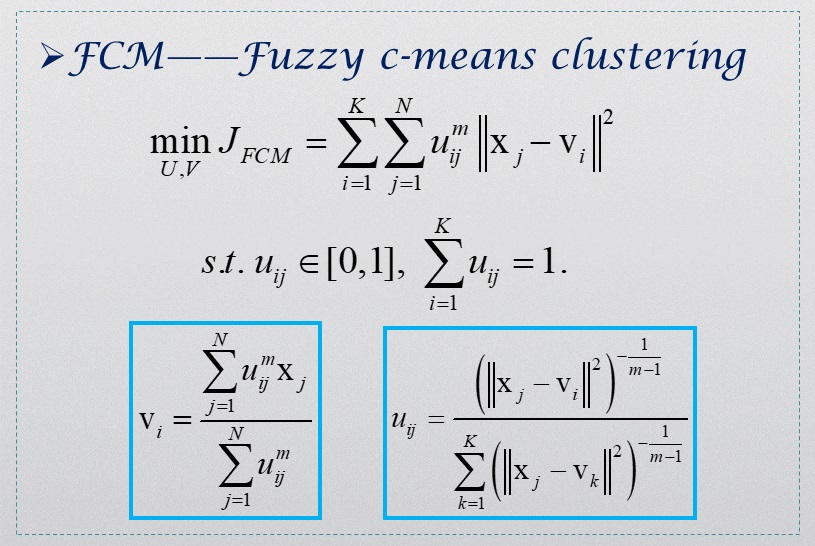 ➢FCM——Fuzzy c-means clustering
\min_{U,V} J_{FCM} = \sum_{i=1}^{K} \sum_{j=1}^{N} u_{ij}^{m} \left\| \mathrm{x}_j - \mathrm{v}_i \right\|^2
s.t. u_{ij} \in [0,1], \sum_{i=1}^{K} u_{ij} = 1.
\mathrm{v}_i = \frac{\sum_{j=1}^{N} u_{ij}^{m} \mathrm{x}_j}{\sum_{j=1}^{N} u_{ij}^{m}}
u_{ij} = \frac{\left( \left\| \mathrm{x}_j - \mathrm{v}_i \right\|^2 \right)^{-\frac{1}{m-1}}}{\sum_{k=1}^{K} \left( \left\| \mathrm{x}_j - \mathrm{v}_k \right\|^2 \right)^{-\frac{1}{m-1}}}